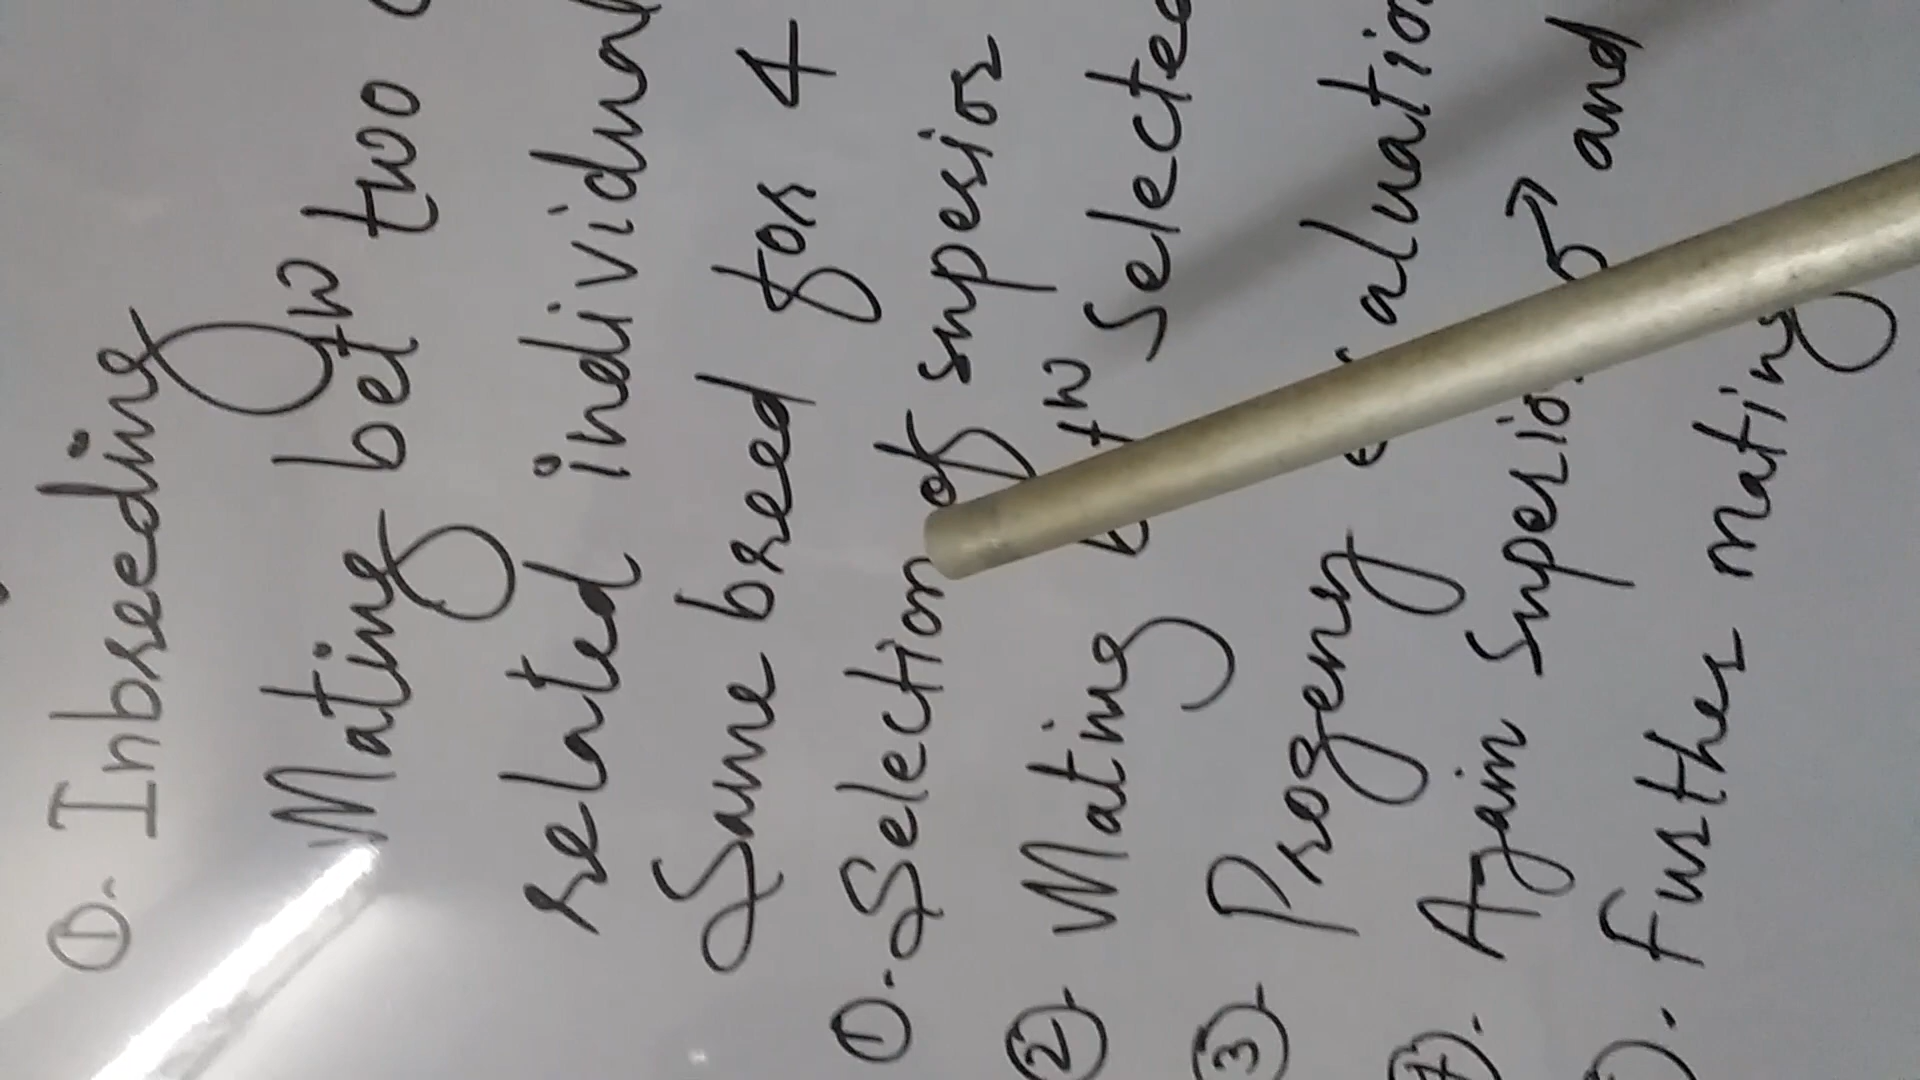 ①. Inbreeding
Mating betw two
related individual
Same breed for 4
①. Selection of superior
② Mating selected
③. Progeny evaluation
Again superior ♂ and
Further mating